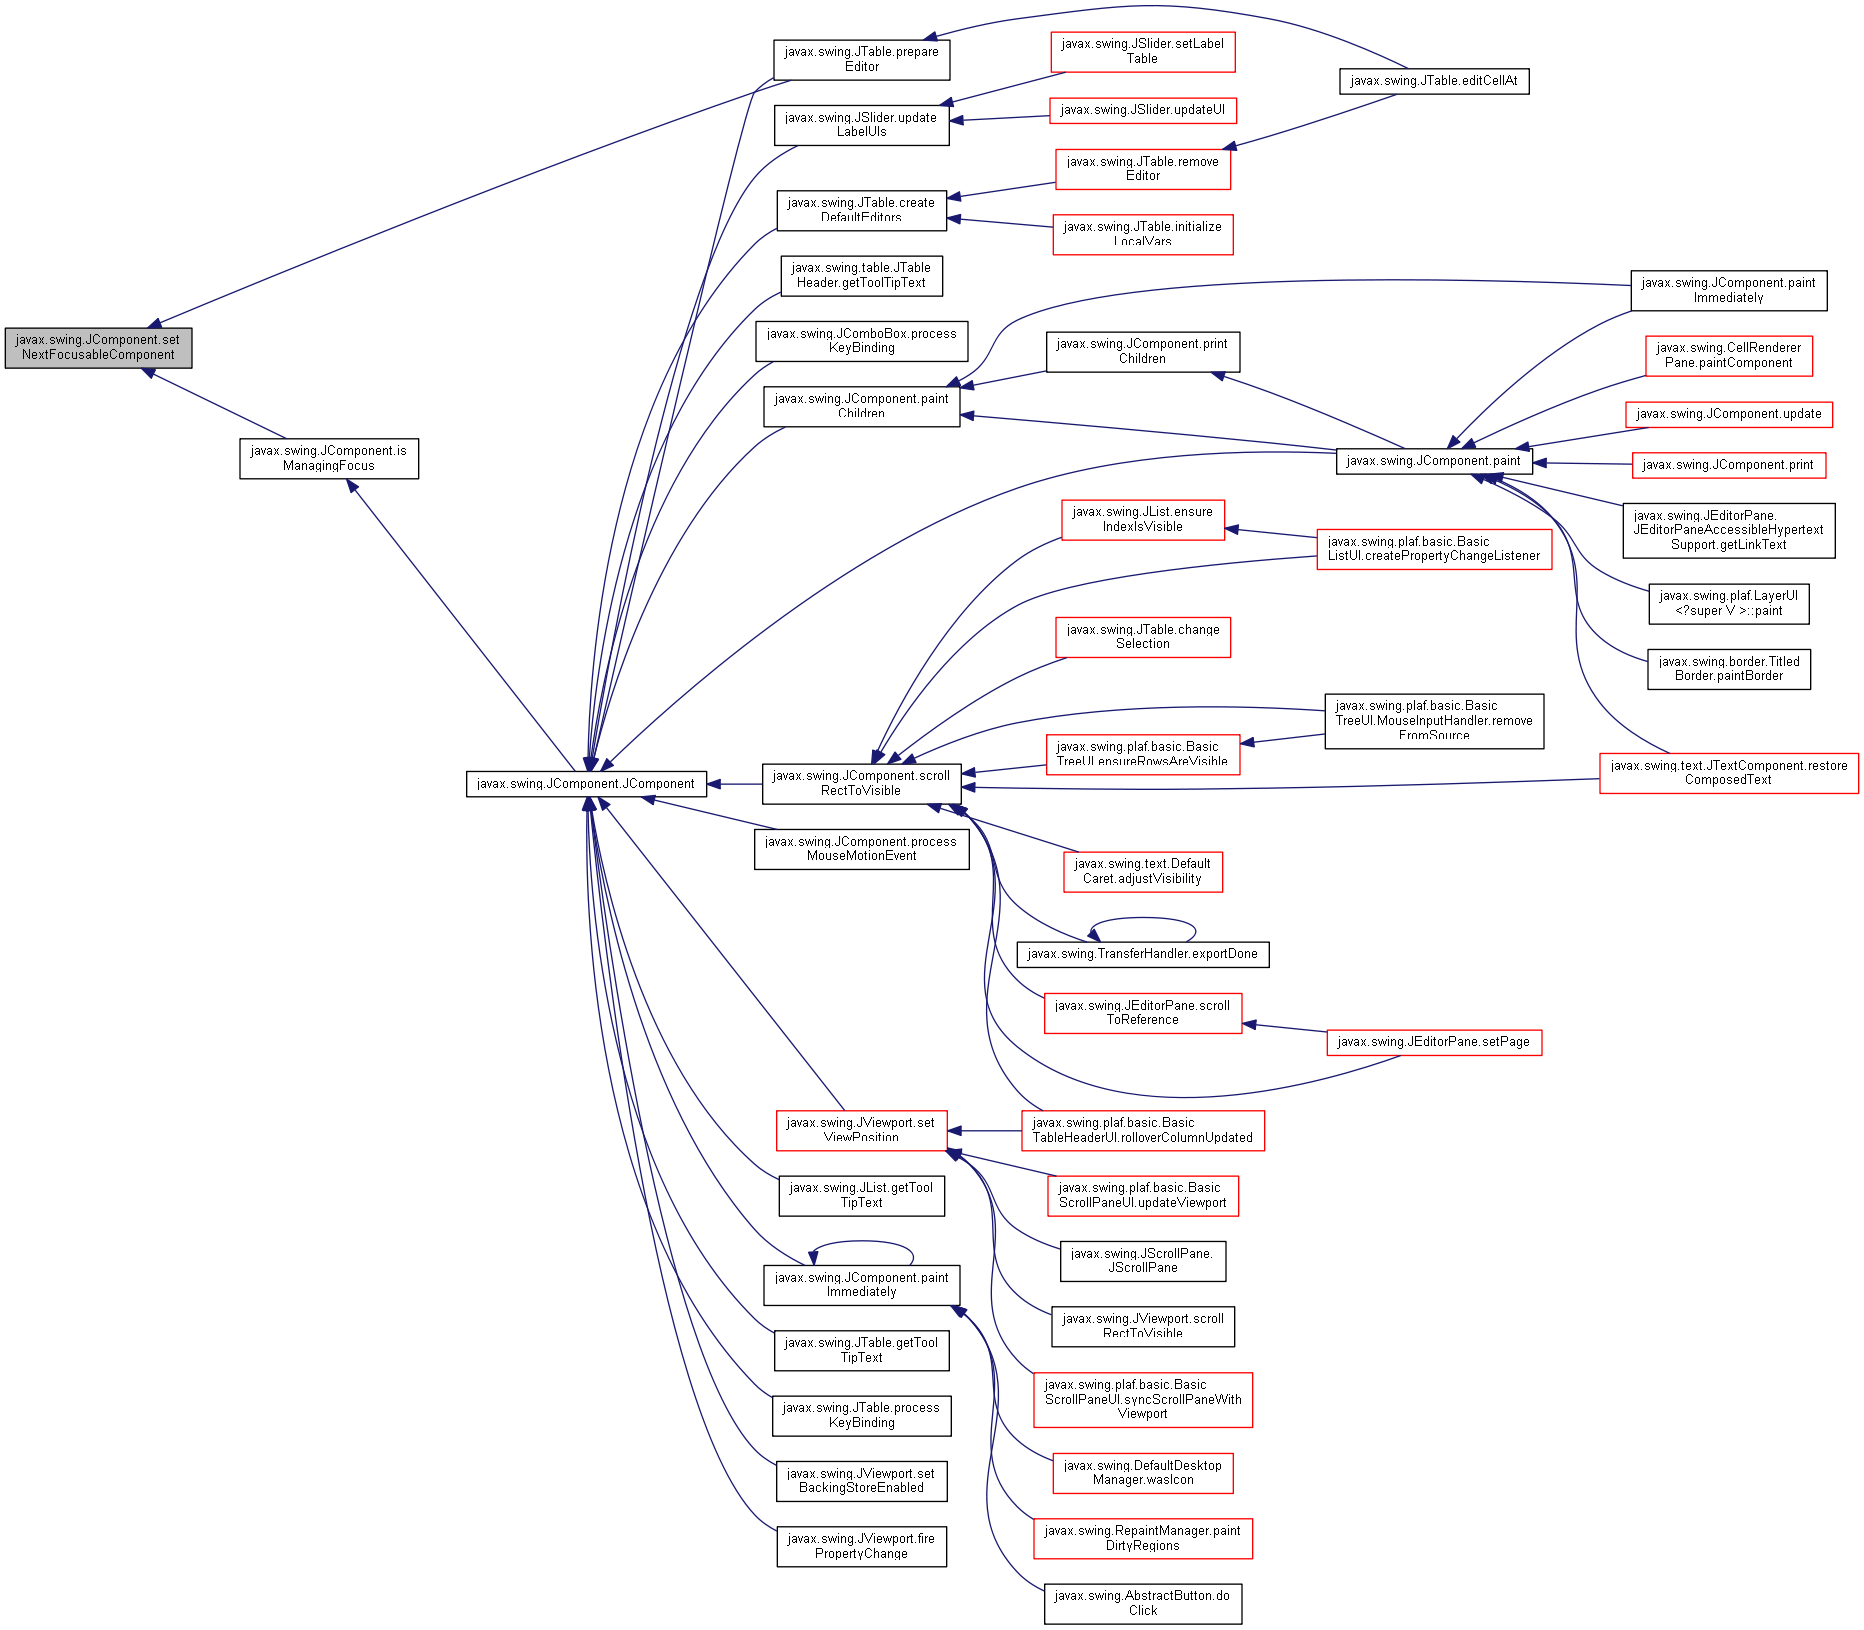 javax.swing.JComponent.set
NextFocusableComponent
javax.swing.JComponent.is
ManagingFocus
javax.swing.JComponent.JComponent
javax.swing.JTable.prepare
Editor
javax.swing.JSlider.update
LabelUIs
javax.swing.JTable.create
DefaultEditors
javax.swing.table.JTable
Header.getToolTipText
javax.swing.JComboBox.process
KeyBinding
javax.swing.JComponent.paint
Children
javax.swing.JComponent.scroll
RectToVisible
javax.swing.JComponent.process
MouseMotionEvent
javax.swing.JViewport.set
ViewPosition
javax.swing.JList.getTool
TipText
javax.swing.JComponent.paint
Immediately
javax.swing.JTable.getTool
TipText
javax.swing.JTable.process
KeyBinding
javax.swing.JViewport.set
BackingStoreEnabled
javax.swing.JViewport.fire
PropertyChange
javax.swing.JSlider.setLabel
Table
javax.swing.JSlider.updateUI
javax.swing.JTable.remove
Editor
javax.swing.JTable.initialize
LocalVars
javax.swing.JComponent.print
Children
javax.swing.JList.ensure
IndexIsVisible
javax.swing.JTable.change
Selection
javax.swing.plaf.basic.Basic
TreeUI.ensureRowsAreVisible
javax.swing.text.Default
Caret.adjustVisibility
javax.swing.TransferHandler.exportDone
javax.swing.JEditorPane.scroll
ToReference
javax.swing.plaf.basic.Basic
TableHeaderUI.rolloverColumnUpdated
javax.swing.plaf.basic.Basic
ScrollPaneUI.updateViewport
javax.swing.JScrollPane.
JScrollPane
javax.swing.JViewport.scroll
RectToVisible
javax.swing.plaf.basic.Basic
ScrollPaneUI.syncScrollPaneWith
Viewport
javax.swing.DefaultDesktop
Manager.wasIcon
javax.swing.RepaintManager.paint
DirtyRegions
javax.swing.AbstractButton.do
Click
javax.swing.JTable.editCellAt
javax.swing.JComponent.paint
javax.swing.plaf.basic.Basic
ListUI.createPropertyChangeListener
javax.swing.plaf.basic.Basic
TreeUI.MouseInputHandler.remove
FromSource
javax.swing.JEditorPane.setPage
javax.swing.JComponent.paint
Immediately
javax.swing.CellRenderer
Pane.paintComponent
javax.swing.JComponent.update
javax.swing.JComponent.print
javax.swing.JEditorPane.
JEditorPaneAccessibleHypertext
Support.getLinkText
javax.swing.plaf.LayerUI
<?super V >::paint
javax.swing.border.Titled
Border.paintBorder
javax.swing.text.JTextComponent.restore
ComposedText